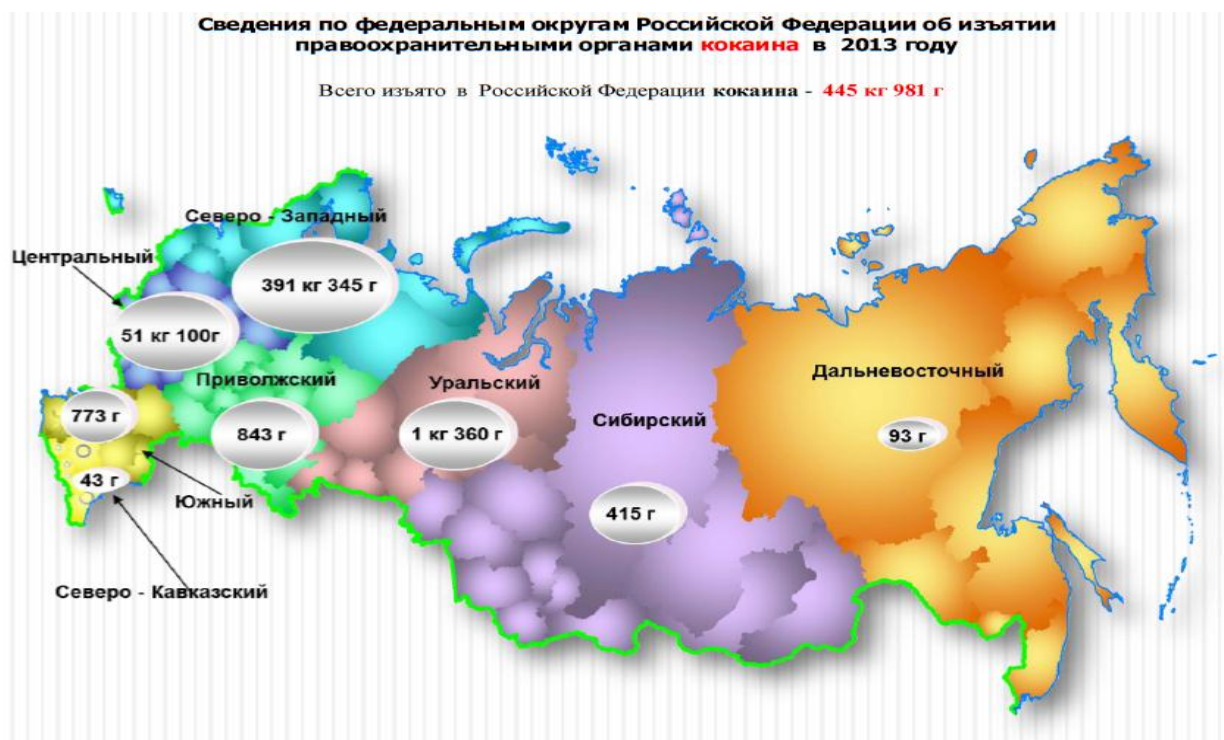 Сведения по федеральным округам Российской Федерации об изъятии
правоохранительными органами кокаина в 2013 году
Всего изъято в Российской Федерации кокаина - 445 кг 981 г
Северо - Западный
Центральный
391 кг 345 г
51 кг 100г
Приволжский
Уральский
Дальневосточный
773 г
843 г
1 кг 360 г
Сибирский
93 г
43 г
Южный
415 г
Северо - Кавказский